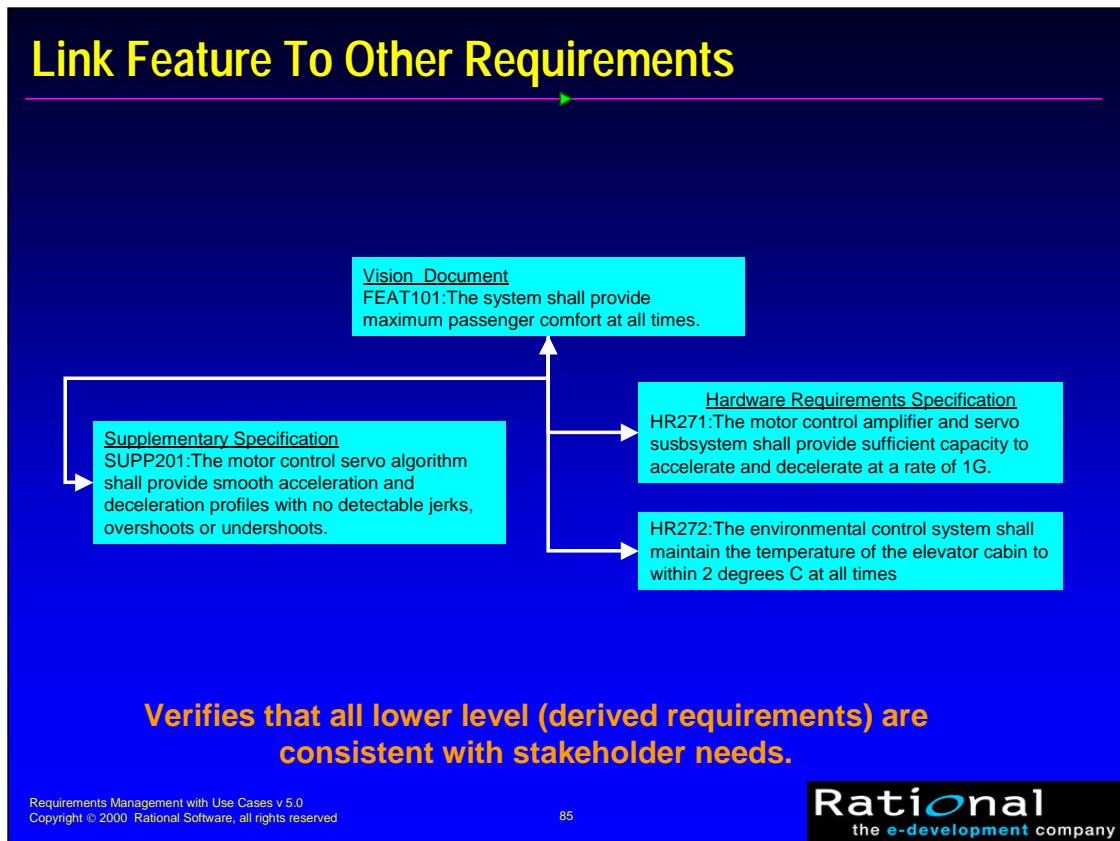 Link Feature To Other Requirements
Vision Document
FEAT101:The system shall provide
maximum passenger comfort at all times.
Supplementary Specification
SUPP201:The motor control servo algorithm
shall provide smooth acceleration and
deceleration profiles with no detectable jerks,
overshoots or undershoots.
Hardware Requirements Specification
HR271:The motor control amplifier and servo
susbsystem shall provide sufficient capacity to
accelerate and decelerate at a rate of 1G.
HR272:The environmental control system shall
maintain the temperature of the elevator cabin to
within 2 degrees C at all times
Verifies that all lower level (derived requirements) are
consistent with stakeholder needs.
Requirements Management with Use Cases v 5.0
Copyright © 2000 Rational Software, all rights reserved
85
Rational
the e-development company